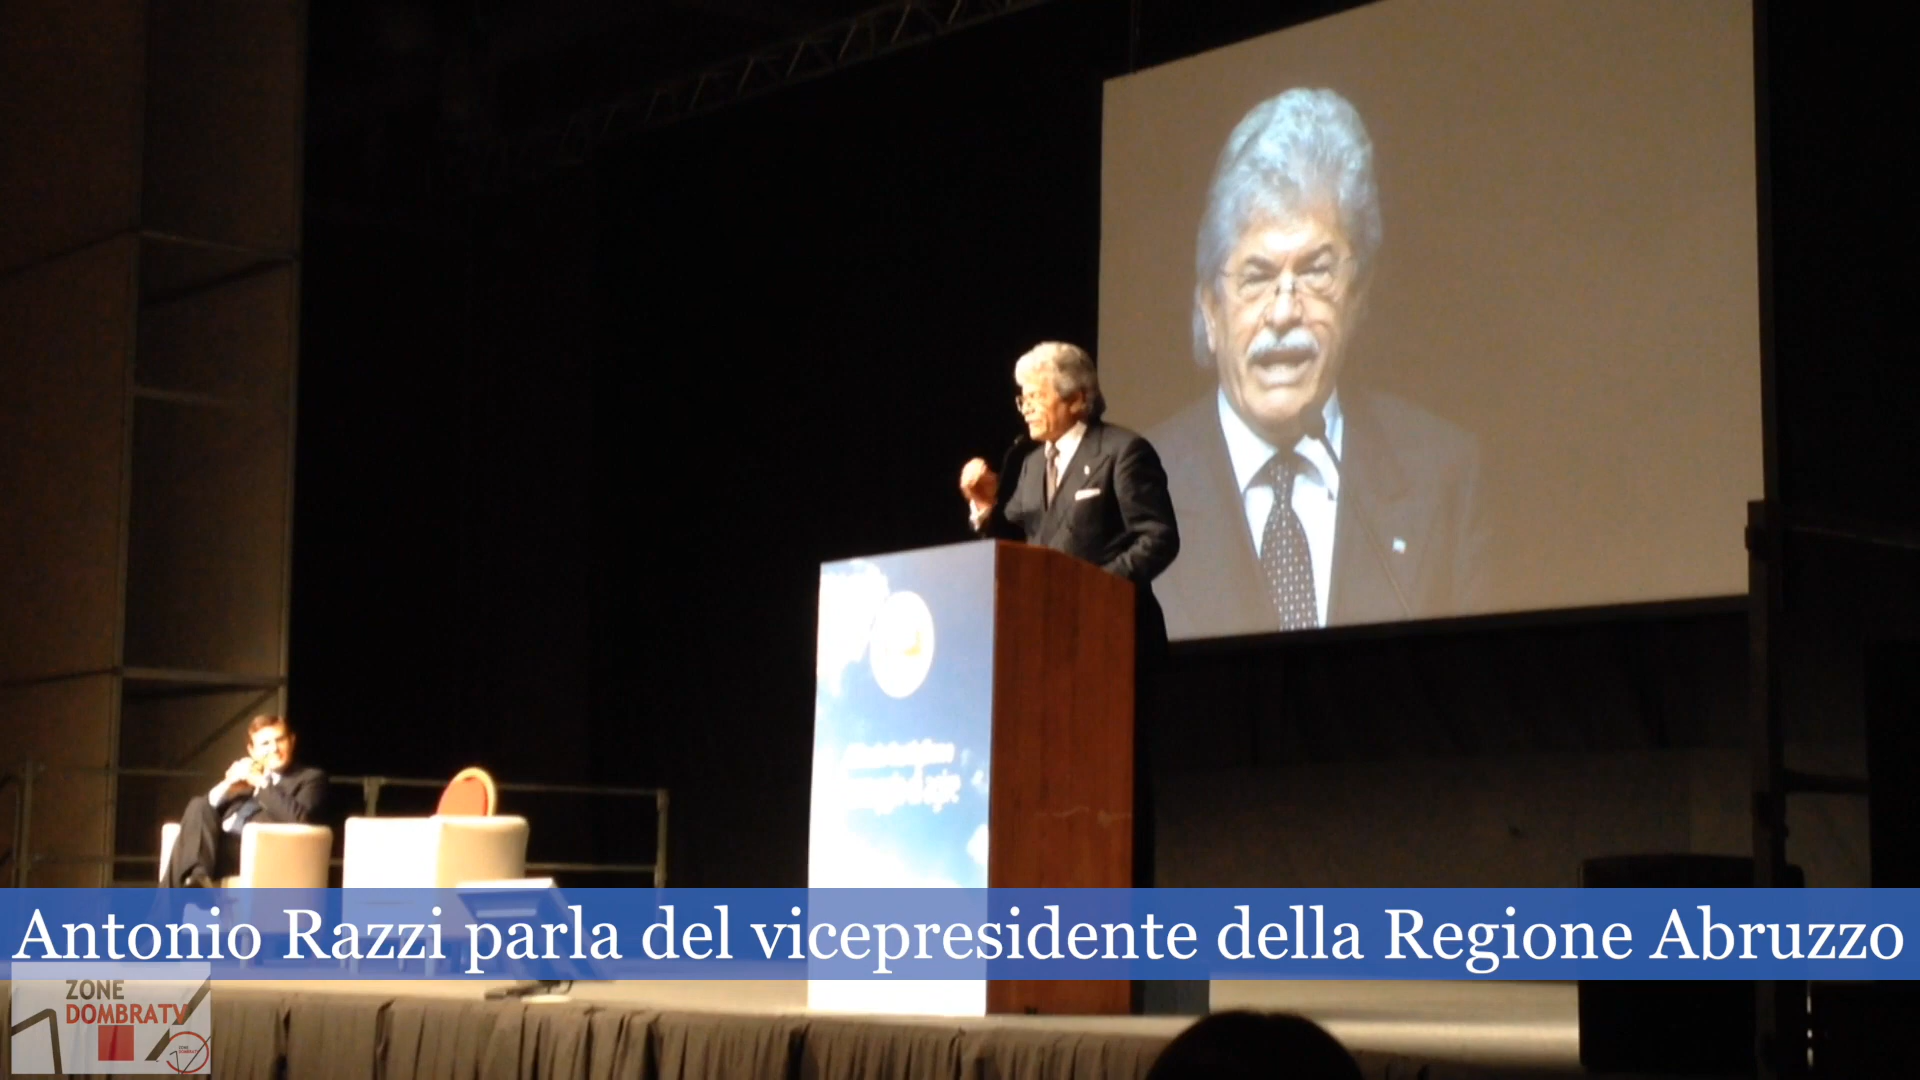 Antonio Razzi parla del vicepresidente della Regione Abruzzo
ZONE
DOMBRATV